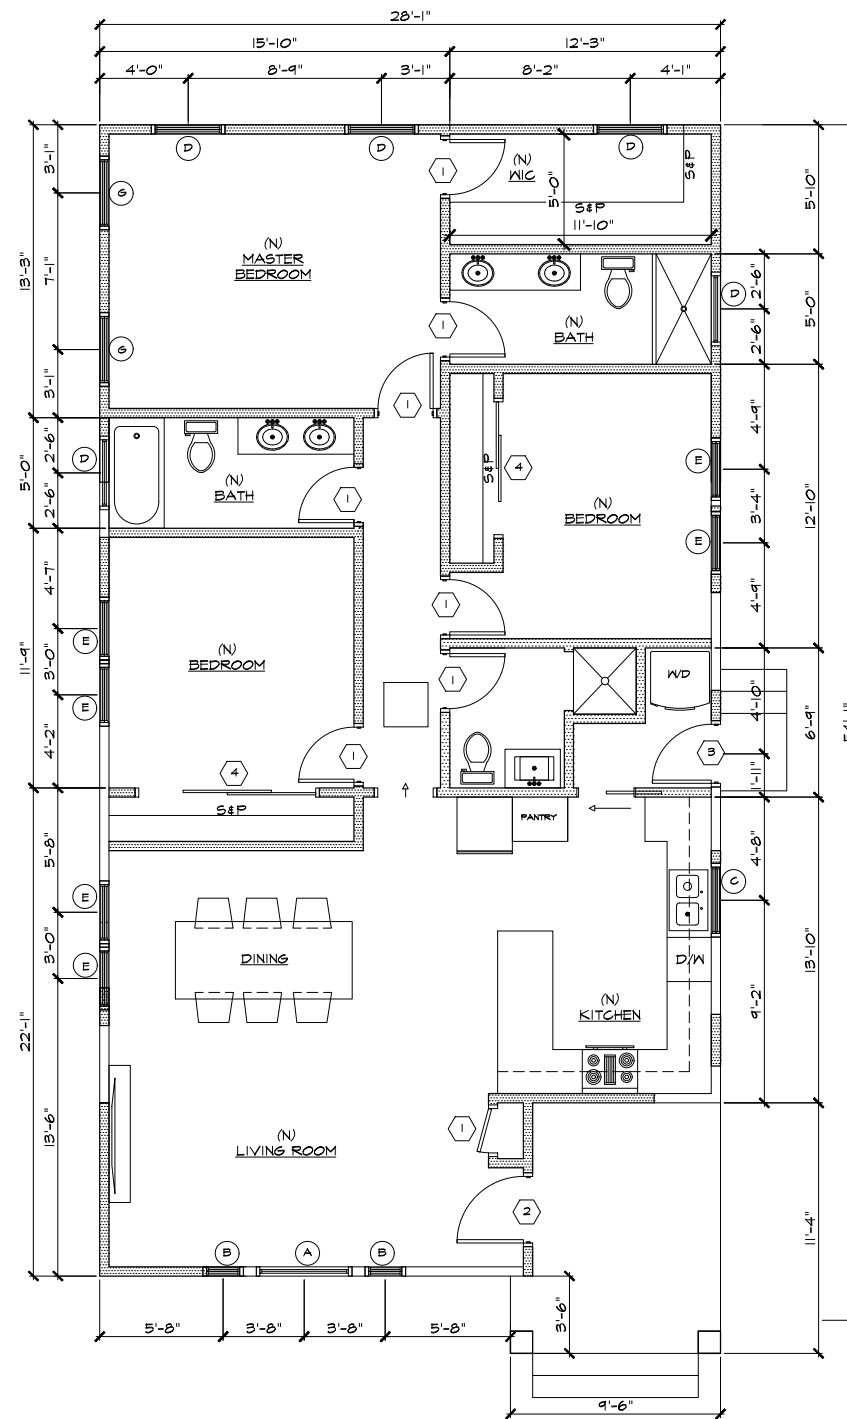 28'-1"
15'-10" 12'-3"
4'-0" 8'-9" 3'-1" 8'-2" 4'-1"
D D D
3'-1"
G
1
(N)
WIC
5'-0"
S&P
S&P
11'-10"
5'-10"
13'-3"
7'-1"
(N)
MASTER
BEDROOM
G
3'-1"
1
(N)
BATH
D
2'-6"
2'-6"
5'-0"
1
5'-0"
2'-6"
2'-6"
D
(N)
BATH
1
S&P
4
(N)
BEDROOM
E
E
4'-9"
3'-4"
4'-9"
12'-10"
1
11'-9"
4'-7"
3'-0"
4'-2"
E
E
(N)
BEDROOM
1
4
S&P
1
W/D
3
4'-10"
1'-11"
6'-9"
PANTRY
22'-1"
5'-8"
3'-0"
13'-6"
E
E
DINING
C
D/W
(N)
KITCHEN
4'-8"
9'-2"
13'-10"
(N)
LIVING ROOM
1
2
11'-4"
B A B
5'-8" 3'-8" 3'-8" 5'-8"
3'-6"
9'-6"